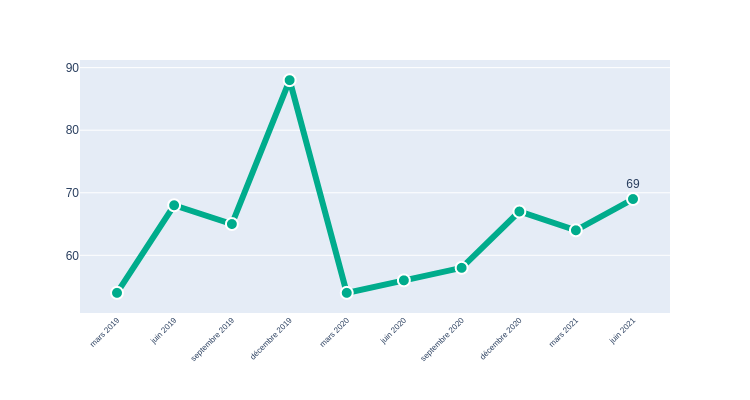 90
80
70
60
69
mars 2019
juin 2019
septembre 2019
décembre 2019
mars 2020
juin 2020
septembre 2020
décembre 2020
mars 2021
juin 2021